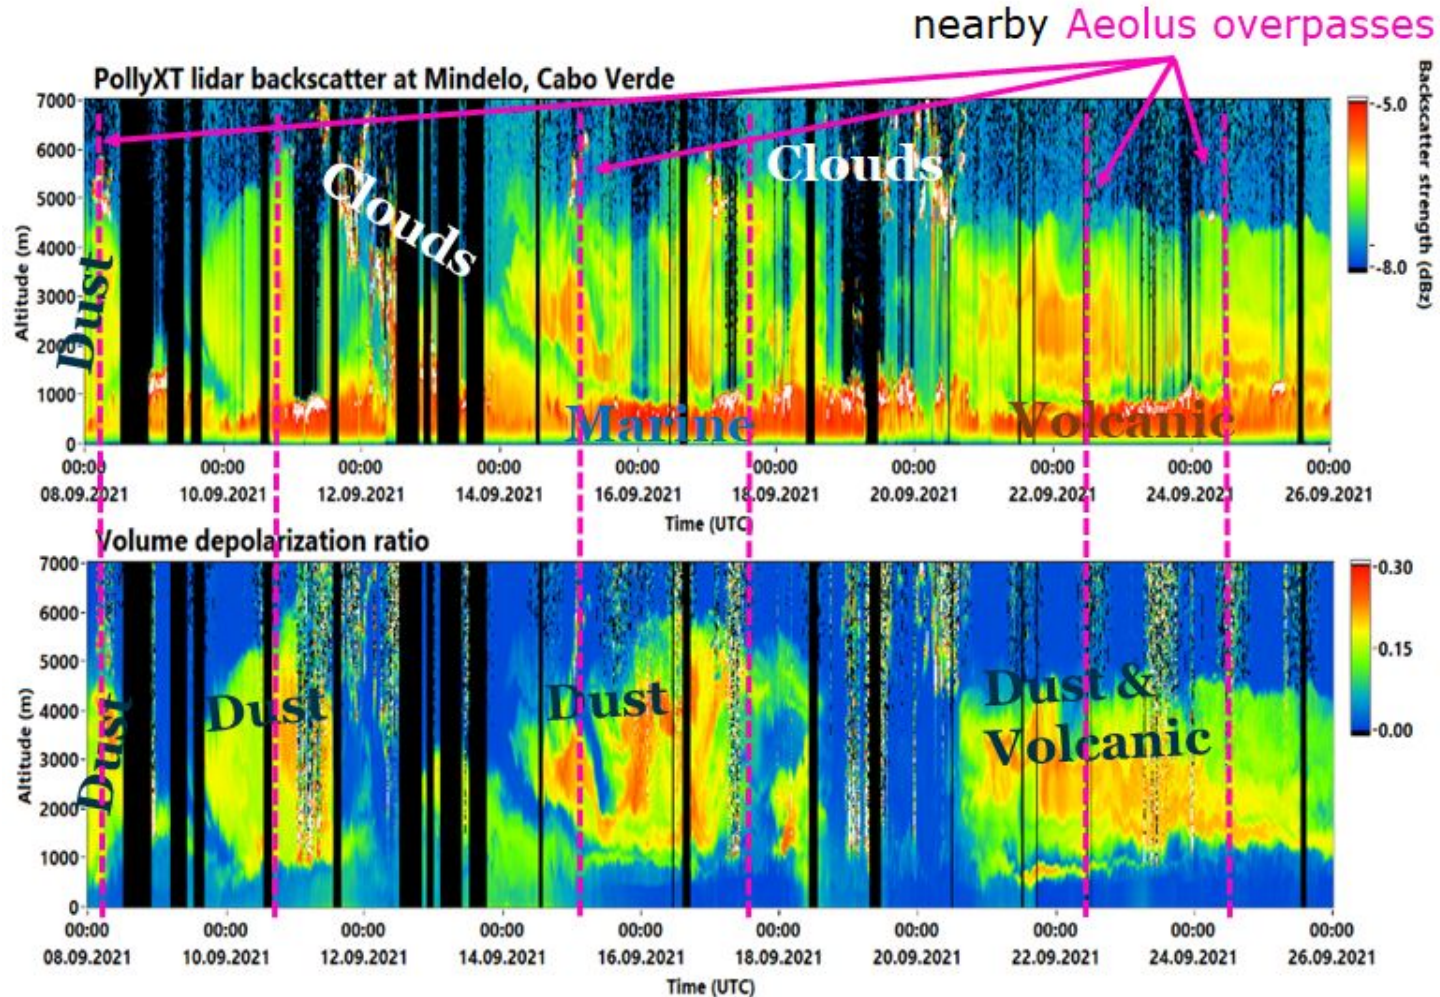 nearby Aeolus overpasses
PollyXT lidar backscatter at Mindelo, Cabo Verde
7000
6000
5000
4000
3000
2000
1000
0
Altitude (m)
Dust
Clouds
Clouds
Marine
Volcanic
-5.0
-8.0
Backscatter strength (dBz)
00:00 00:00 00:00 00:00 00:00 00:00 00:00 00:00 00:00 00:00
08.09.2021 10.09.2021 12.09.2021 14.09.2021 16.09.2021 18.09.2021 20.09.2021 22.09.2021 24.09.2021 26.09.2021
Time (UTC)
Volume depolarization ratio
7000
6000
5000
4000
3000
2000
1000
0
Altitude (m)
Dust
Dust
Dust
Dust &
Volcanic
0.30
0.15
0.00
00:00 00:00 00:00 00:00 00:00 00:00 00:00 00:00 00:00 00:00
08.09.2021 10.09.2021 12.09.2021 14.09.2021 16.09.2021 18.09.2021 20.09.2021 22.09.2021 24.09.2021 26.09.2021
Time (UTC)